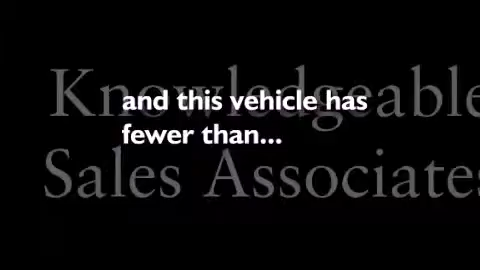 Knowledgeable
and this vehicle has
fewer than...
Sales Associates